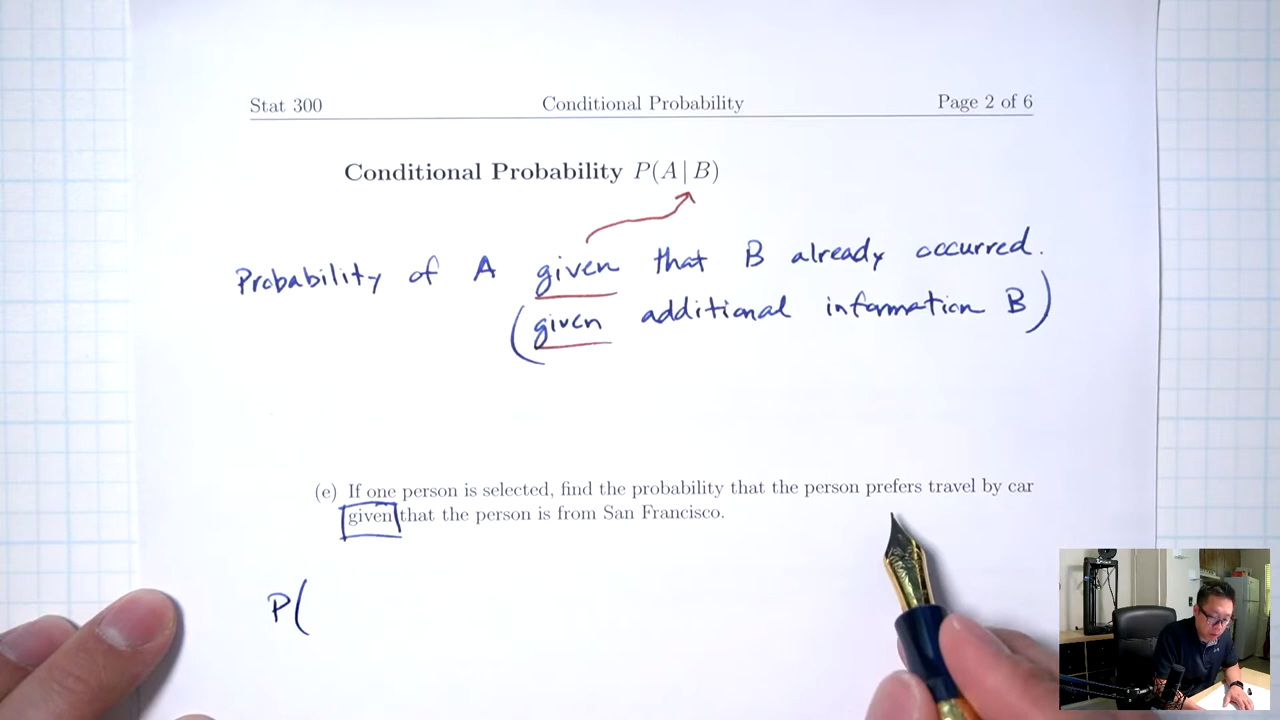 Stat 300 Conditional Probability Page 2 of 6
Conditional Probability P(A | B)
Probability of A given that B already occurred.
(given additional information B)
(e) If one person is selected, find the probability that the person prefers travel by car
given that the person is from San Francisco.
P(